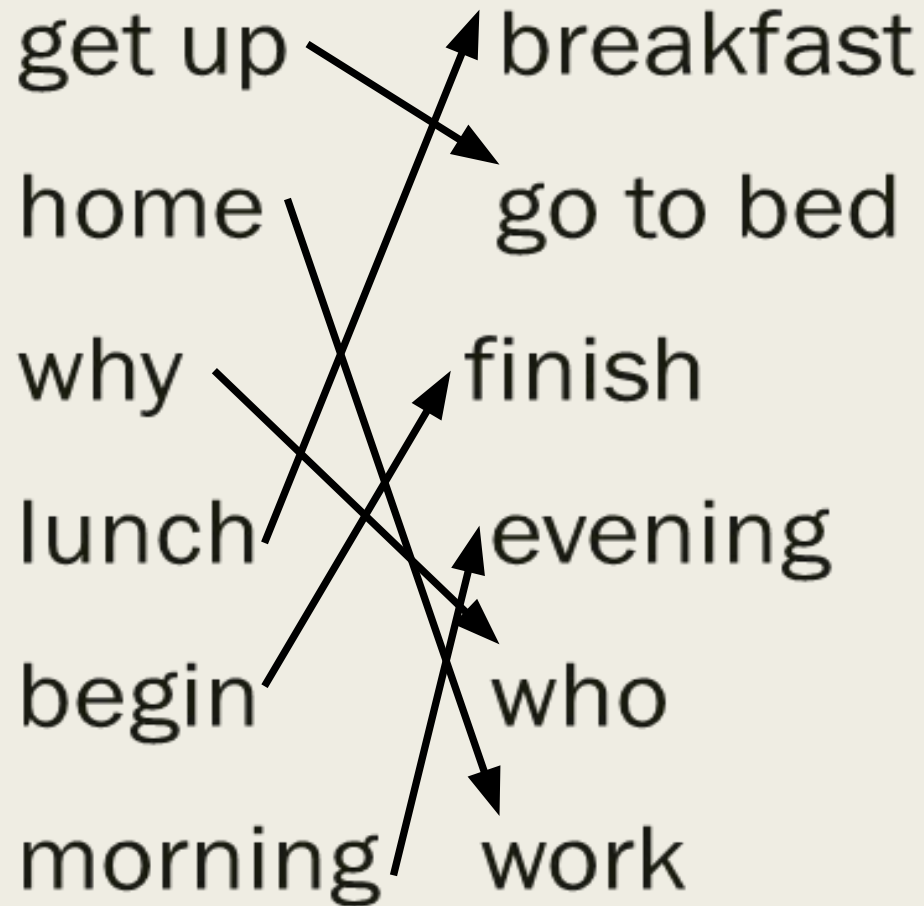 get up breakfast
home go to bed
why finish
lunch evening
begin who
morning work